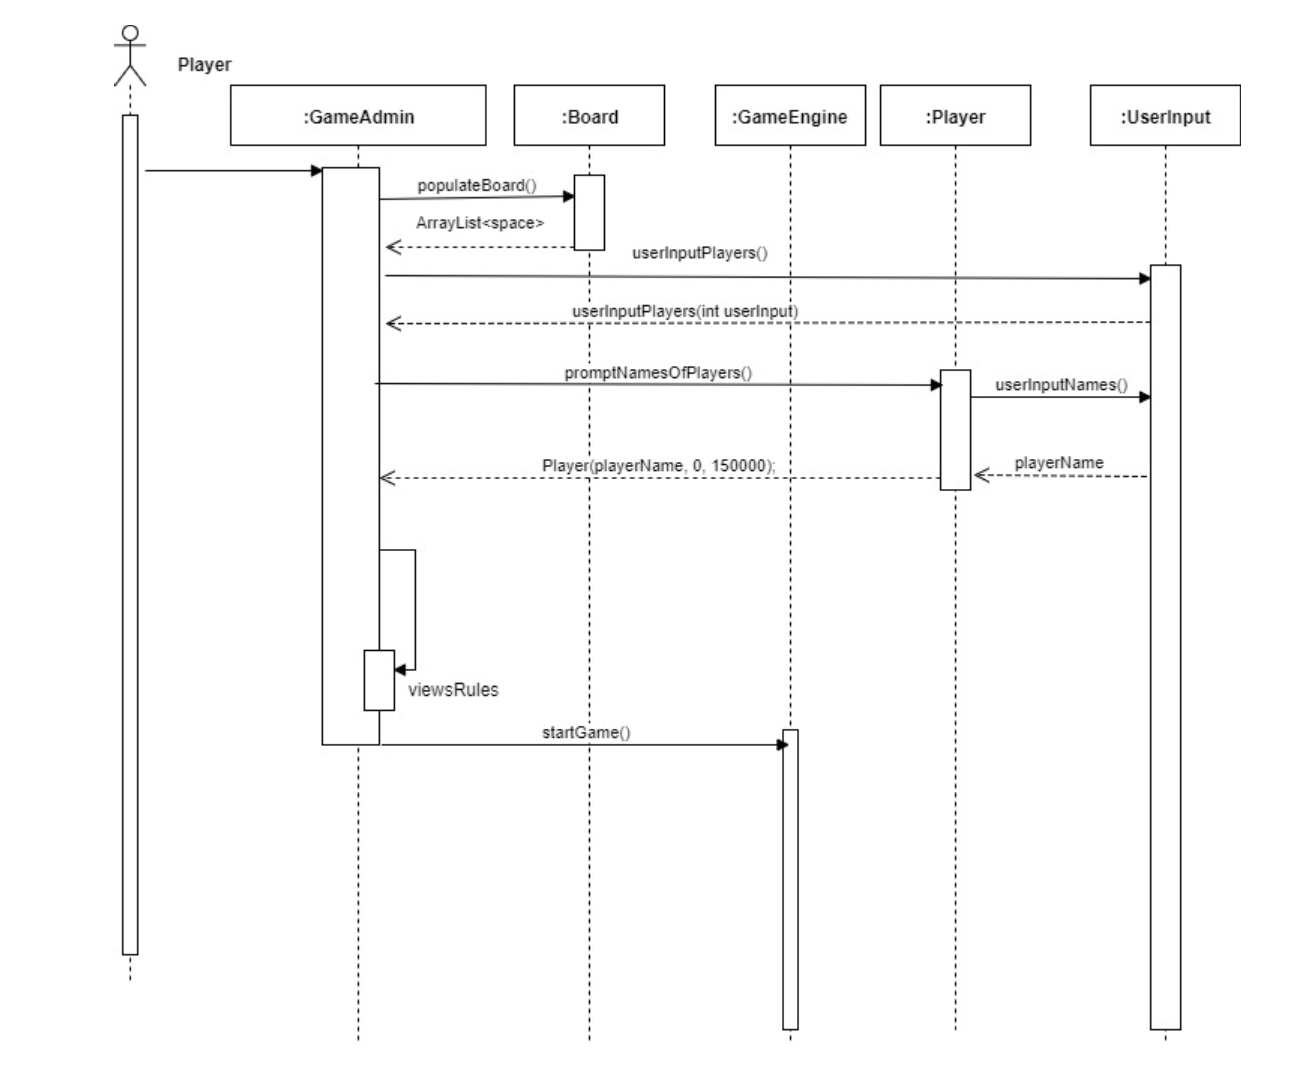 Player
:GameAdmin
:Board
:GameEngine
:Player
:UserInput
populateBoard()
ArrayList<space>
userInputPlayers()
userInputPlayers(int userInput)
promptNamesOfPlayers()
userInputNames()
playerName
Player(playerName, 0, 150000);
viewsRules
startGame()